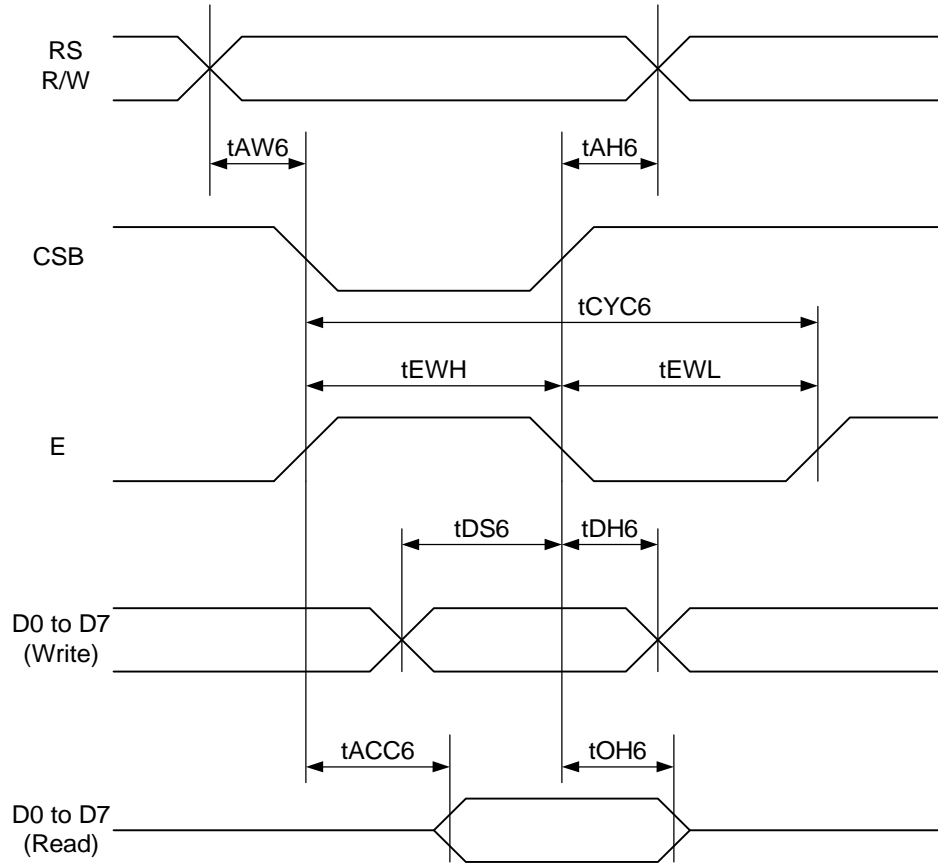 RS
R/W
tAW6
tAH6
CSB
tCYC6
tEWH
tEWL
E
tDS6
tDH6
D0 to D7
(Write)
tACC6
tOH6
D0 to D7
(Read)